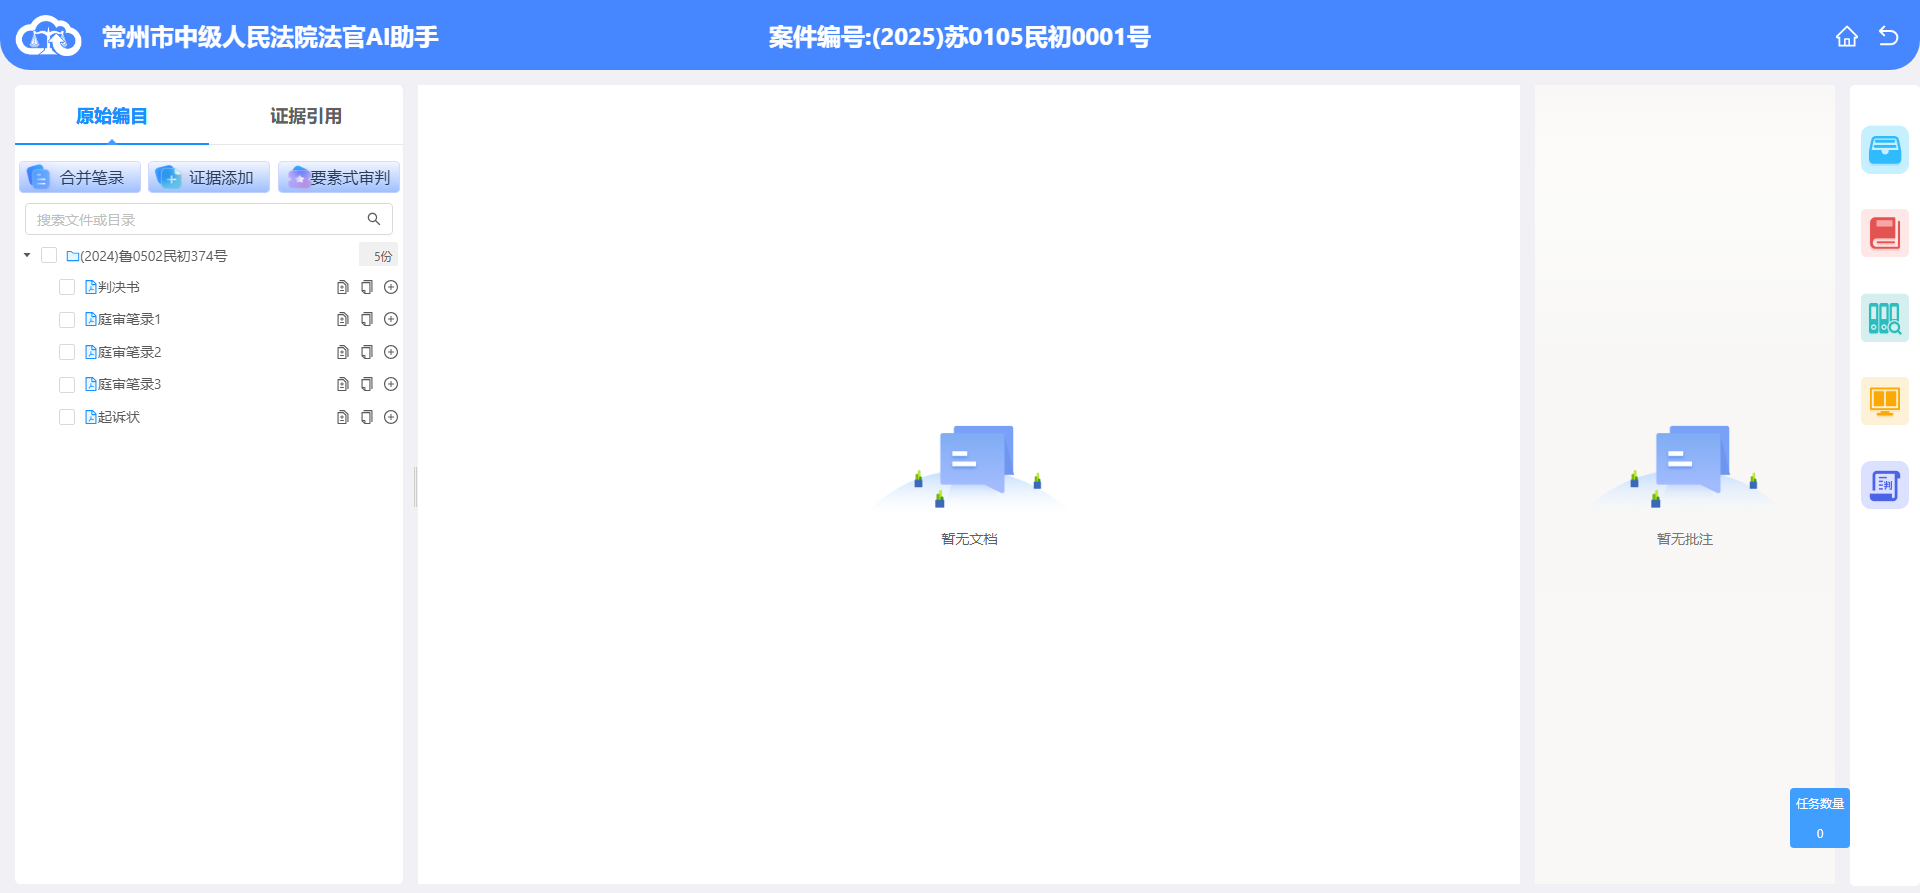 常州市中级人民法院法官AI助手
案件编号:(2025)苏0105民初0001号
原始编目
证据引用
合并笔录
证据添加
要素式审判
搜索文件或目录
(2024)鲁0502民初374号
5份
判决书
庭审笔录1
庭审笔录2
庭审笔录3
起诉状
暂无文档
暂无批注
判
任务数量
0